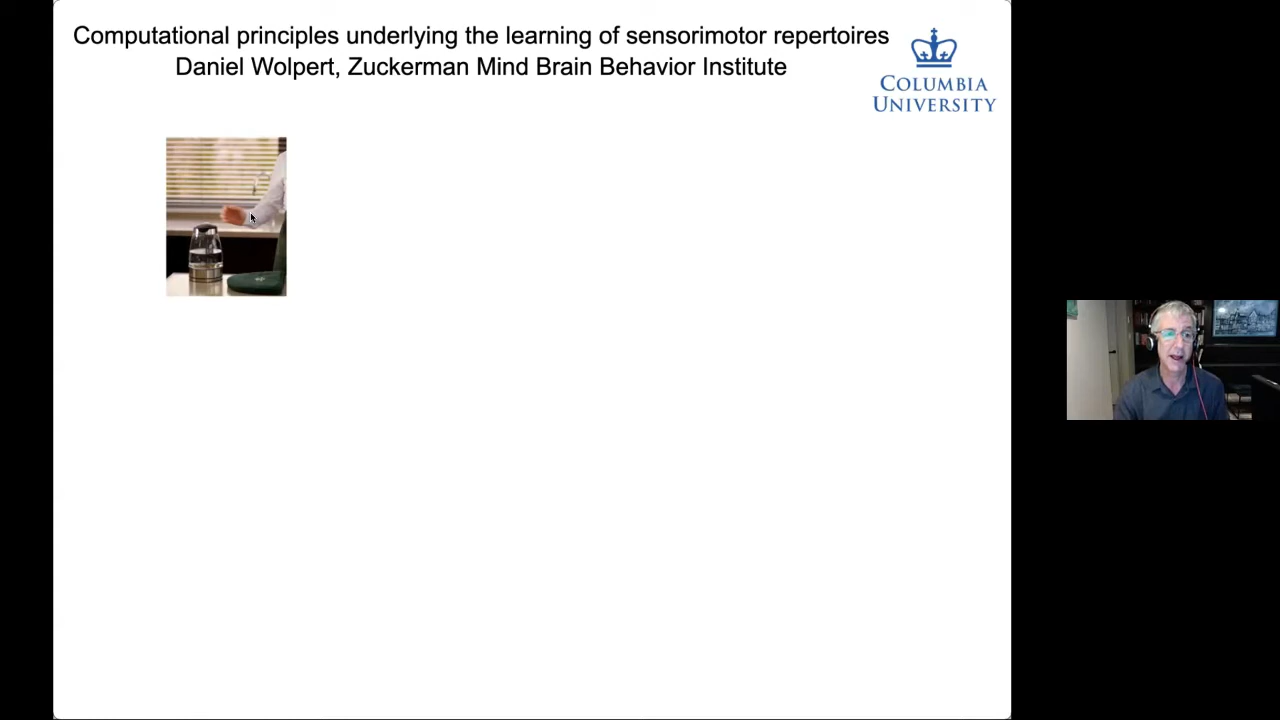 Computational principles underlying the learning of sensorimotor repertoires
Daniel Wolpert, Zuckerman Mind Brain Behavior Institute
COLUMBIA
UNIVERSITY